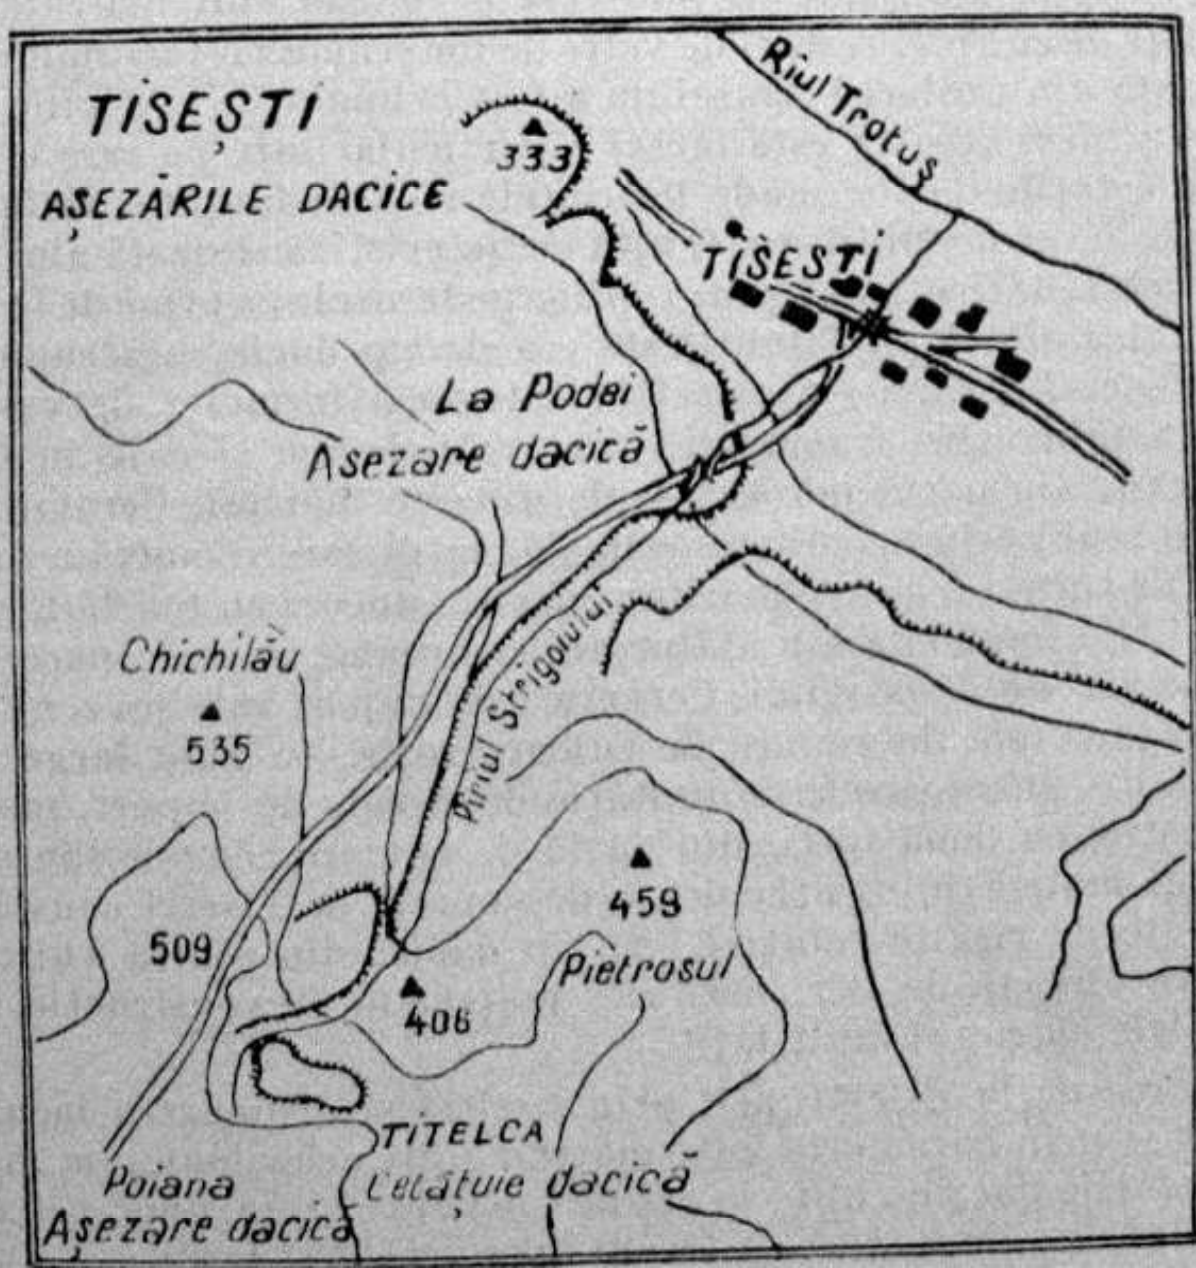 TISEȘTI
AȘEZĂRILE DACICE
333
Rîul Trotuș
TISEȘTI
La Podei
Așezare dacică
Chichilău
535
Pîrîul Strigoiului
459
Pietrosul
509
406
TITELCA
Cetățuie dacică
Poiana
Așezare dacică